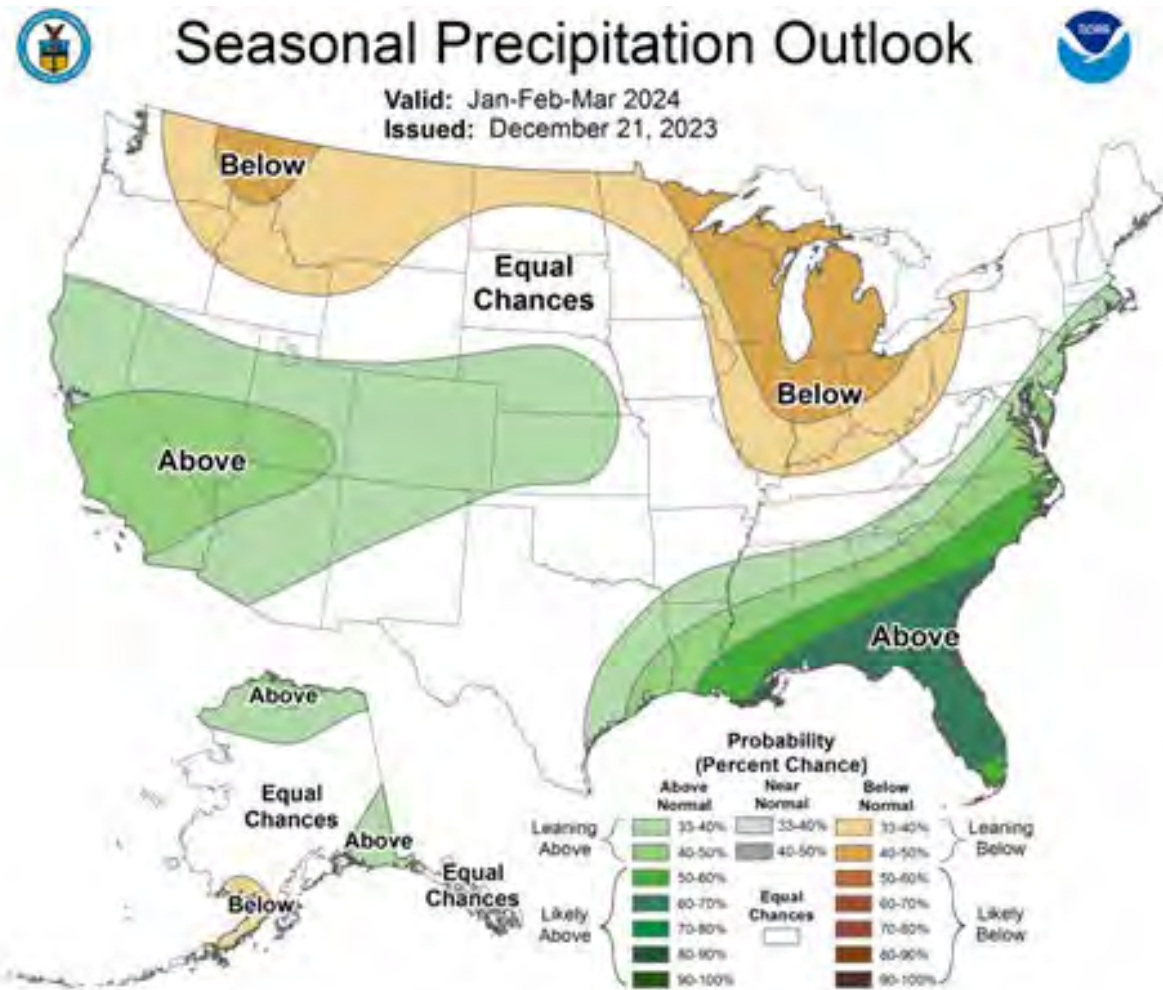 Seasonal Precipitation Outlook
Valid: Jan-Feb-Mar 2024
Issued: December 21, 2023
Below
Equal
Chances
Below
Above
Above
Above
Equal
Chances
Above
Equal
Chances
Below
Probability
(Percent Chance)
Above
Normal
Near
Normal
Below
Normal
Leaning
Above
33-40%
33-40%
33-40%
Leaning
Below
40-50%
40-50%
40-50%
Likely
Above
50-60%
50-60%
Likely
Below
60-70%
Equal
Chances
60-70%
70-80%
70-80%
80-90%
80-90%
90-100%
90-100%